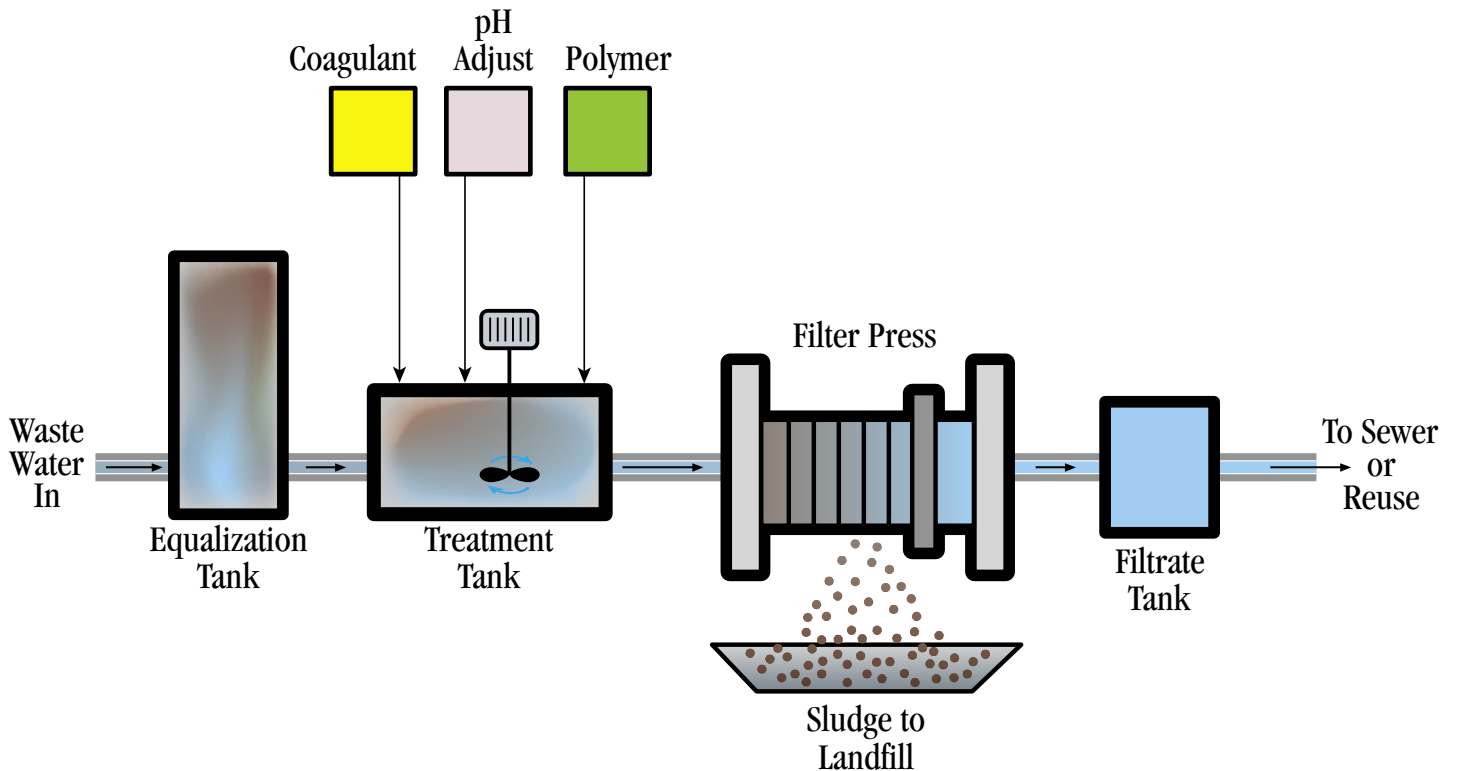 Coagulant
pH
Adjust
Polymer
Filter Press
Waste
Water
In
Equalization
Tank
Treatment
Tank
Filtrate
Tank
To Sewer
or
Reuse
Sludge to
Landfill